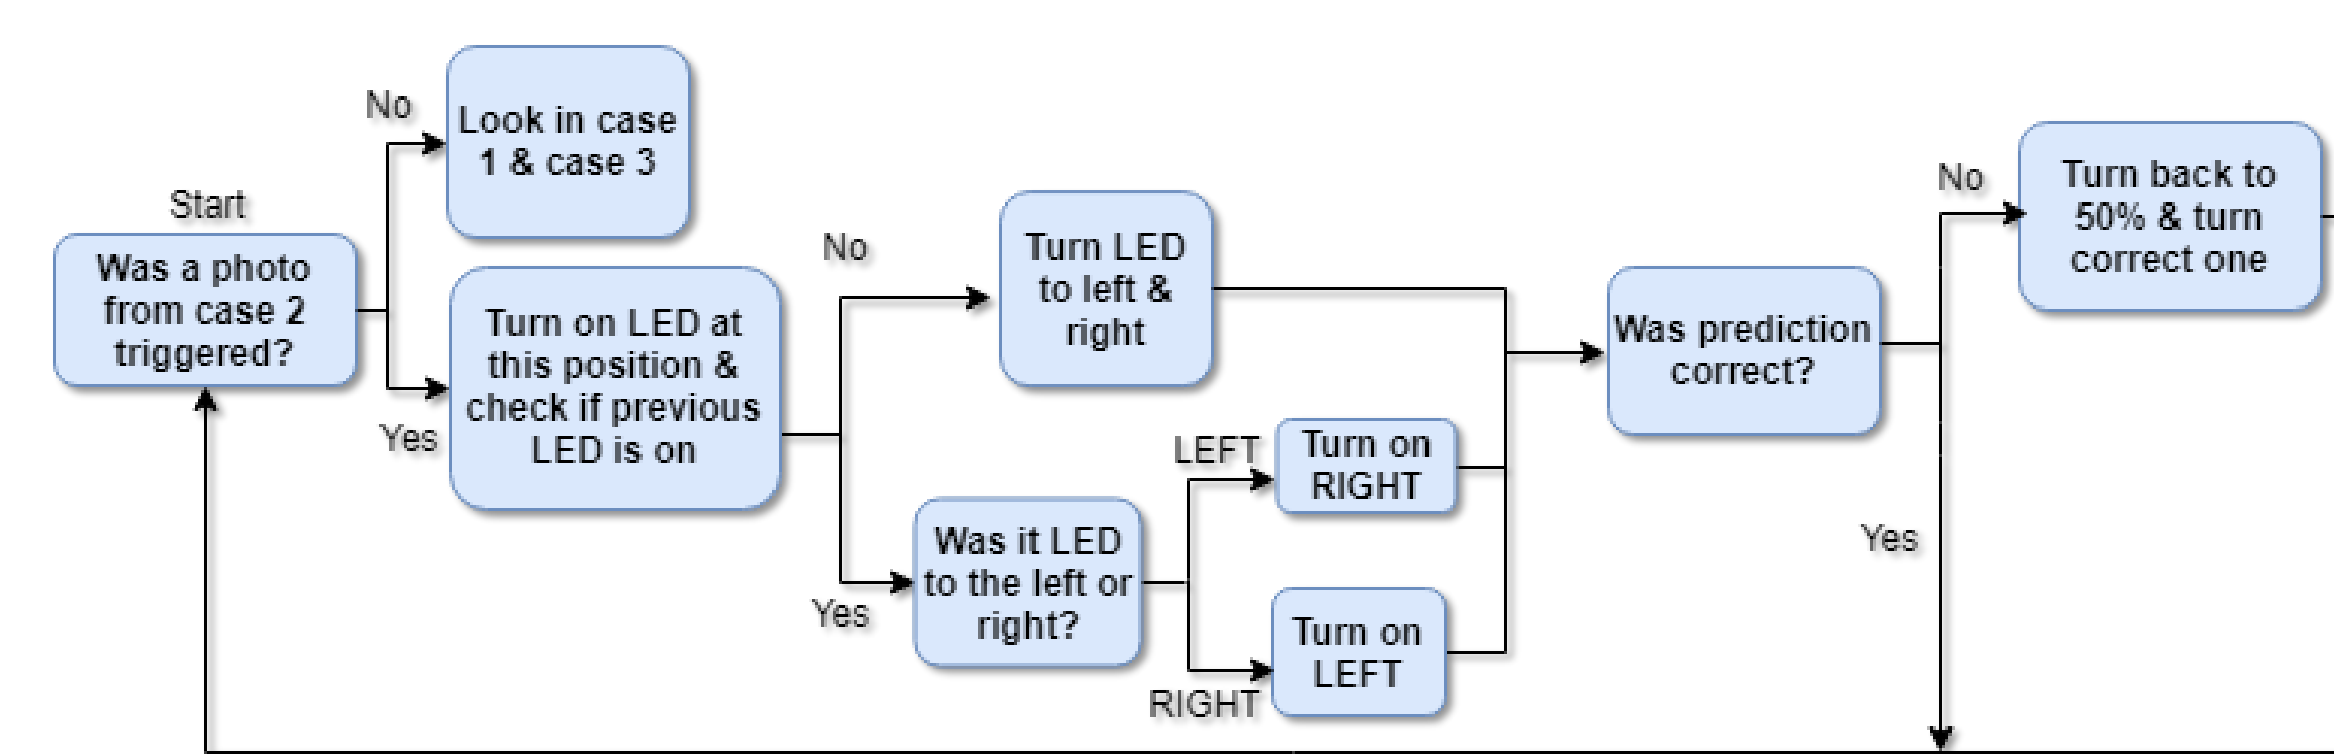 Start
Was a photo
from case 2
triggered?
No
Look in case
1 & case 3
Yes
Turn on LED at
this position &
check if previous
LED is on
No
Turn LED
to left &
right
Yes
Was it LED
to the left or
right?
LEFT
Turn on
RIGHT
RIGHT
Turn on
LEFT
Was prediction
correct?
No
Turn back to
50% & turn
correct one
Yes